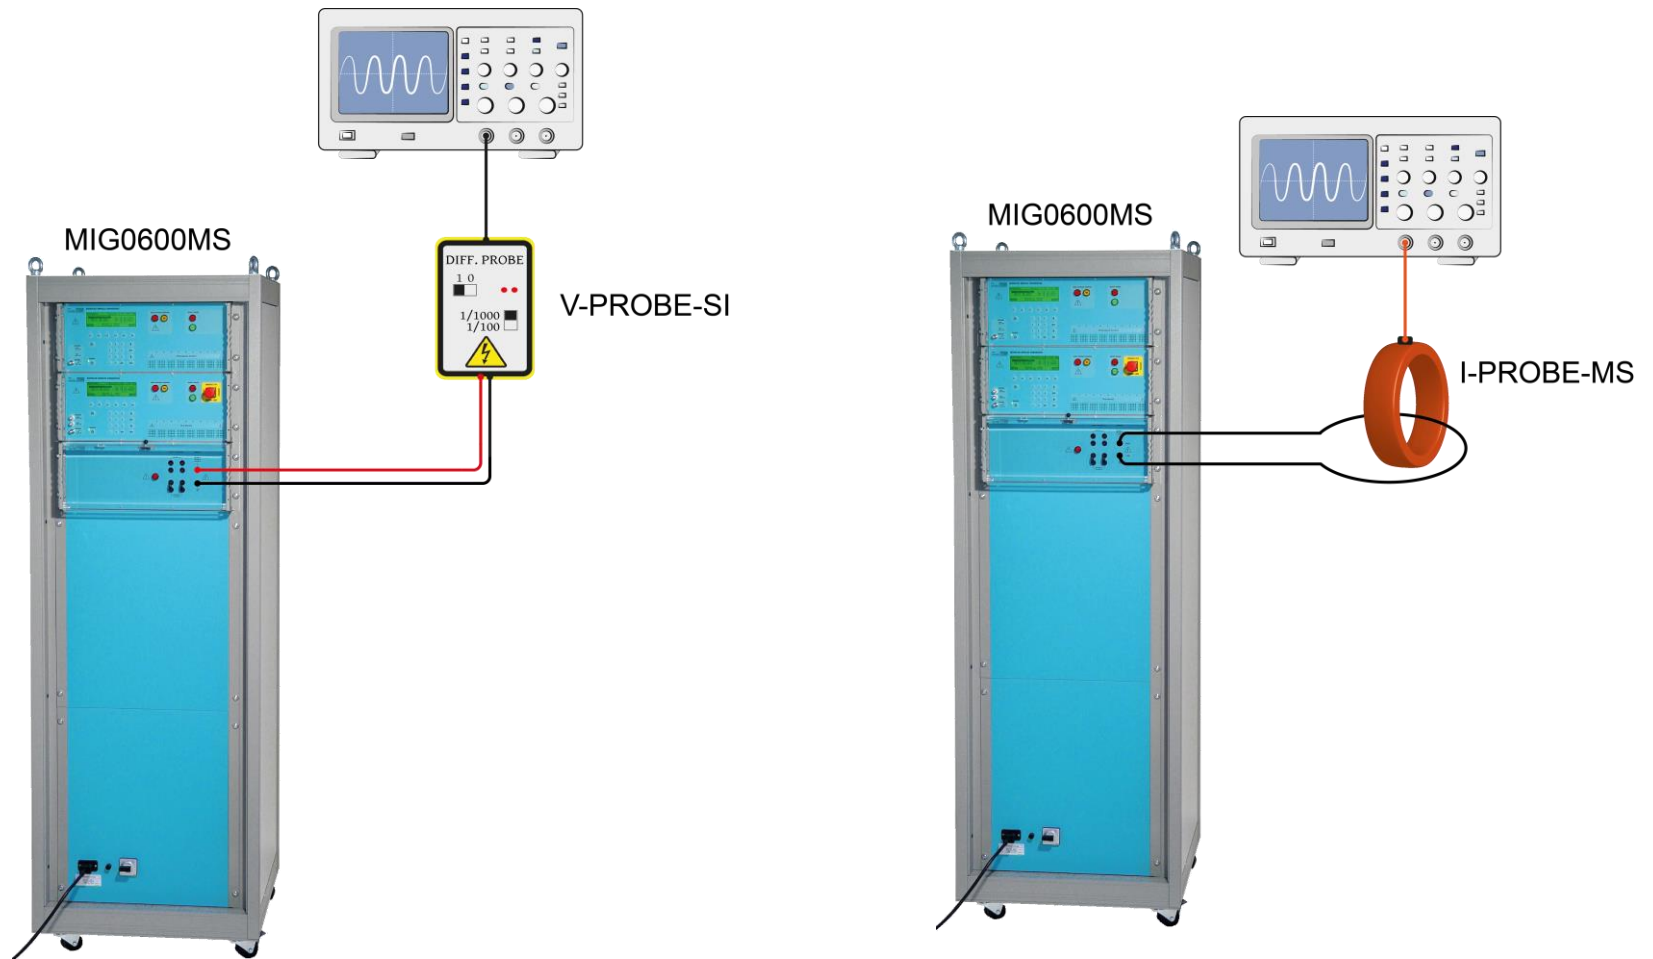 MIG0600MS
DIFF. PROBE
1 0
1/1000
1/100
V-PROBE-SI
MIG0600MS
I-PROBE-MS